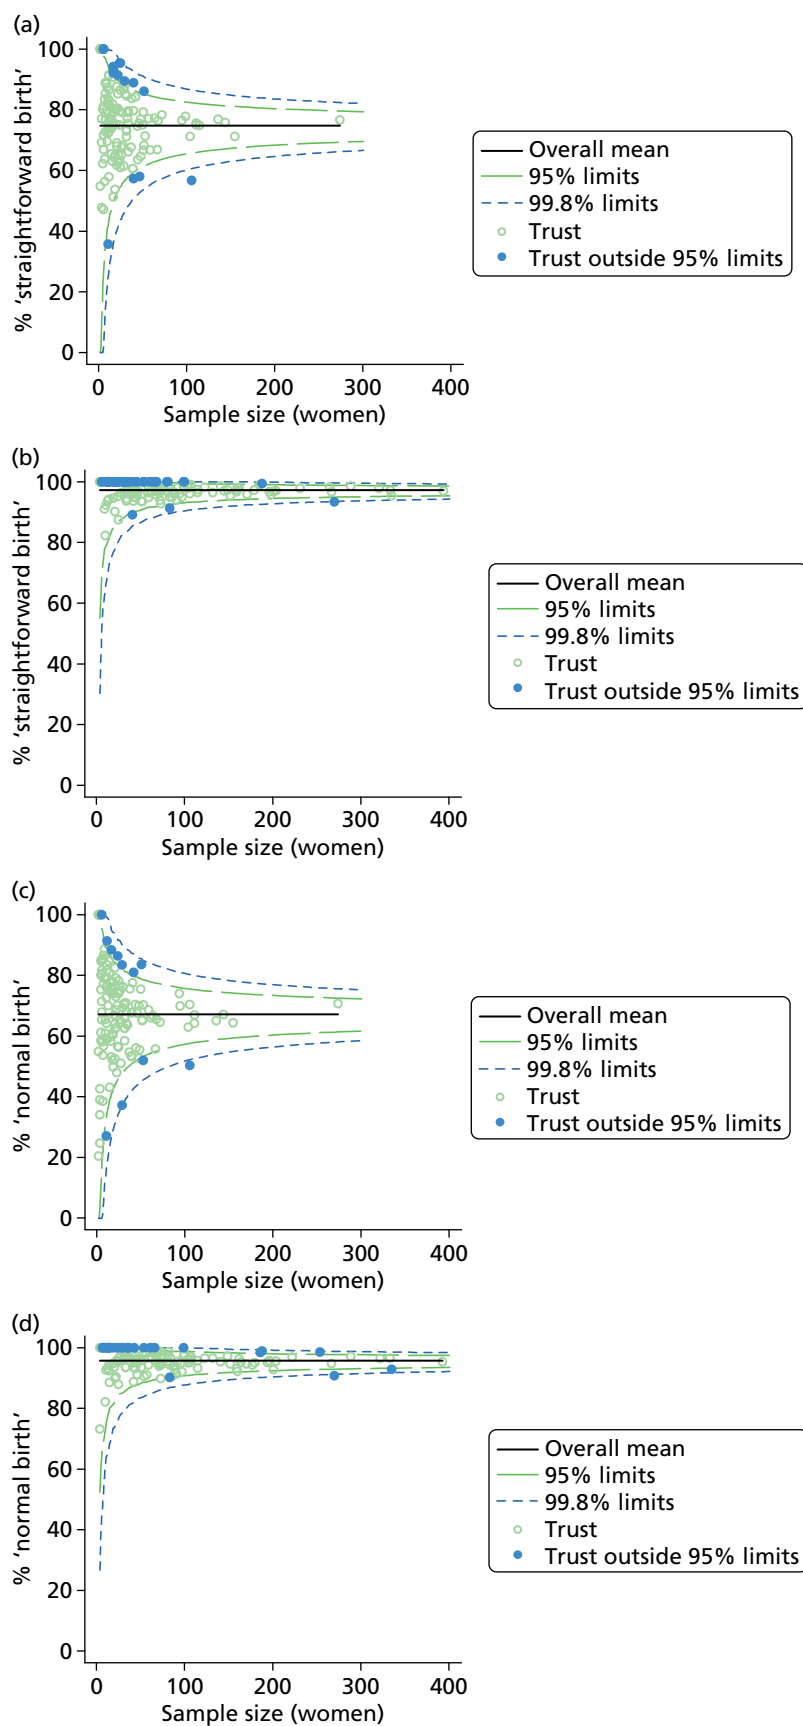 (a)
100
80
60
40
20
0
% ‘straightforward birth’
0 100 200 300 400
Sample size (women)
Overall mean
95% limits
99.8% limits
Trust
Trust outside 95% limits
(b)
100
80
60
40
20
0
% ‘straightforward birth’
0 100 200 300 400
Sample size (women)
Overall mean
95% limits
99.8% limits
Trust
Trust outside 95% limits
(c)
100
80
60
40
20
0
% ‘normal birth’
0 100 200 300 400
Sample size (women)
Overall mean
95% limits
99.8% limits
Trust
Trust outside 95% limits
(d)
100
80
60
40
20
0
% ‘normal birth’
0 100 200 300 400
Sample size (women)
Overall mean
95% limits
99.8% limits
Trust
Trust outside 95% limits